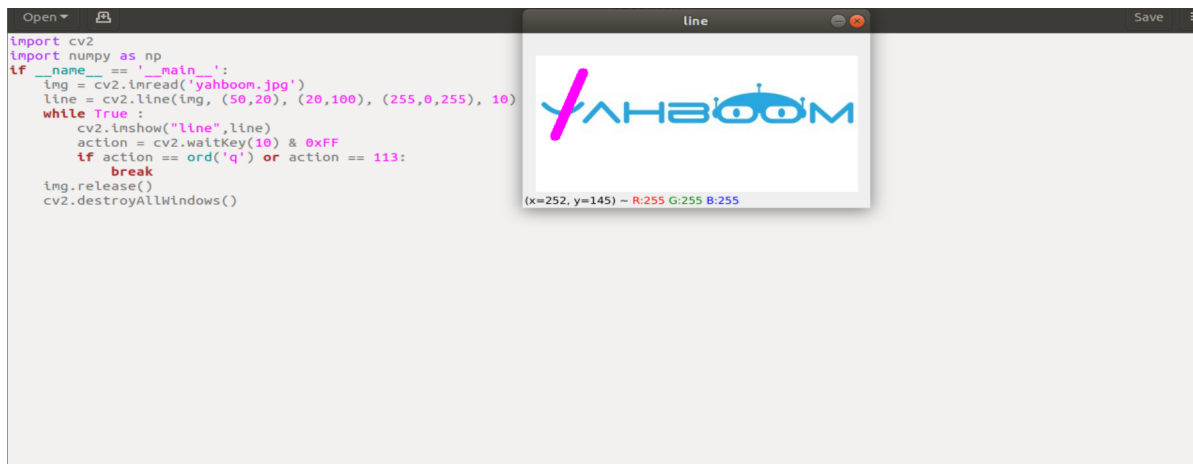 Open
line
Save
import cv2
import numpy as np
if __name__ == '__main__':
    img = cv2.imread('yahboom.jpg')
    line = cv2.line(img, (50,20), (20,100), (255,0,255), 10)
    while True :
        cv2.imshow("line",line)
        action = cv2.waitKey(10) & 0xFF
        if action == ord('q') or action == 113:
            break
    img.release()
    cv2.destroyAllWindows()
YAHBOOM
(x=252, y=145) ~ R:255 G:255 B:255